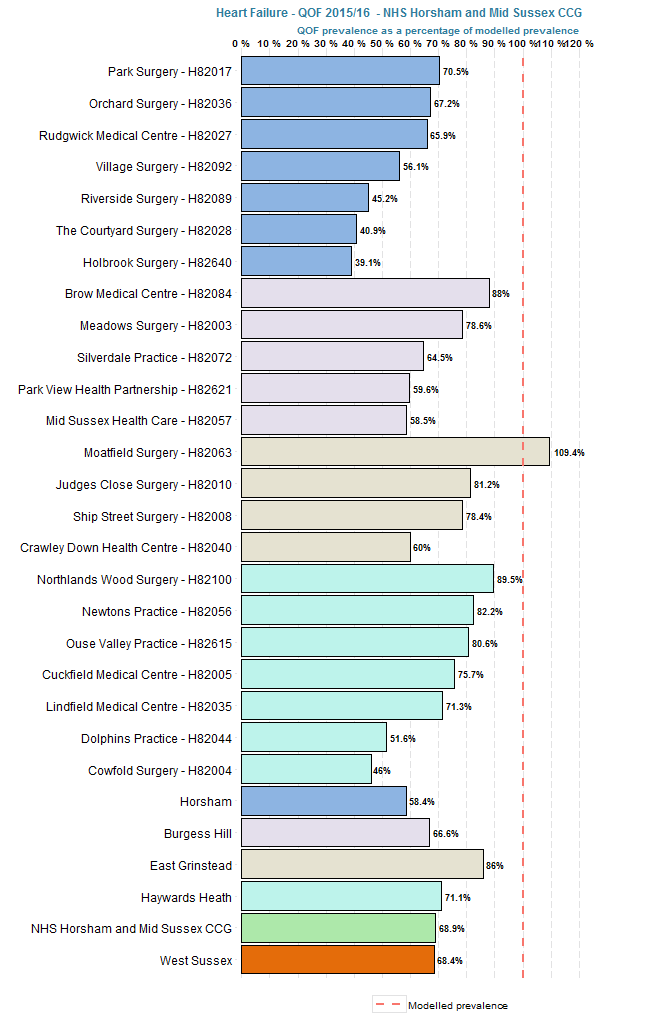 Heart Failure - QOF 2015/16 - NHS Horsham and Mid Sussex CCG
QOF prevalence as a percentage of modelled prevalence
0 % 10 % 20 % 30 % 40 % 50 % 60 % 70 % 80 % 90 % 100 % 110 % 120 %
Park Surgery - H82017 70.5%
Orchard Surgery - H82036 67.2%
Rudgwick Medical Centre - H82027 65.9%
Village Surgery - H82092 56.1%
Riverside Surgery - H82089 45.2%
The Courtyard Surgery - H82028 40.9%
Holbrook Surgery - H82640 39.1%
Brow Medical Centre - H82084 88%
Meadows Surgery - H82003 78.6%
Silverdale Practice - H82072 64.5%
Park View Health Partnership - H82621 59.6%
Mid Sussex Health Care - H82057 58.5%
Moatfield Surgery - H82063 109.4%
Judges Close Surgery - H82010 81.2%
Ship Street Surgery - H82008 78.4%
Crawley Down Health Centre - H82040 60%
Northlands Wood Surgery - H82100 89.5%
Newtons Practice - H82056 82.2%
Ouse Valley Practice - H82615 80.6%
Cuckfield Medical Centre - H82005 75.7%
Lindfield Medical Centre - H82035 71.3%
Dolphins Practice - H82044 51.6%
Cowfold Surgery - H82004 46%
Horsham 58.4%
Burgess Hill 66.6%
East Grinstead 86%
Haywards Heath 71.1%
NHS Horsham and Mid Sussex CCG 68.9%
West Sussex 68.4%
Modelled prevalence